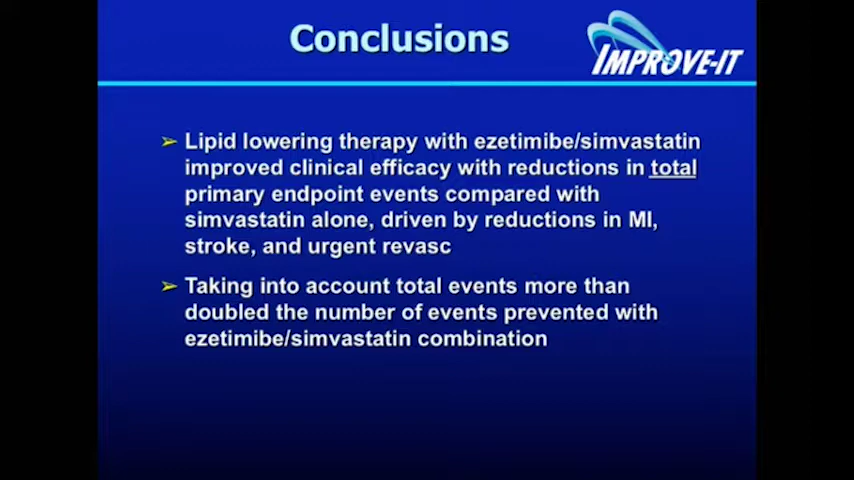 Conclusions
IMPROVE-IT
➢ Lipid lowering therapy with ezetimibe/simvastatin
improved clinical efficacy with reductions in total
primary endpoint events compared with
simvastatin alone, driven by reductions in MI,
stroke, and urgent revasc
➢ Taking into account total events more than
doubled the number of events prevented with
ezetimibe/simvastatin combination